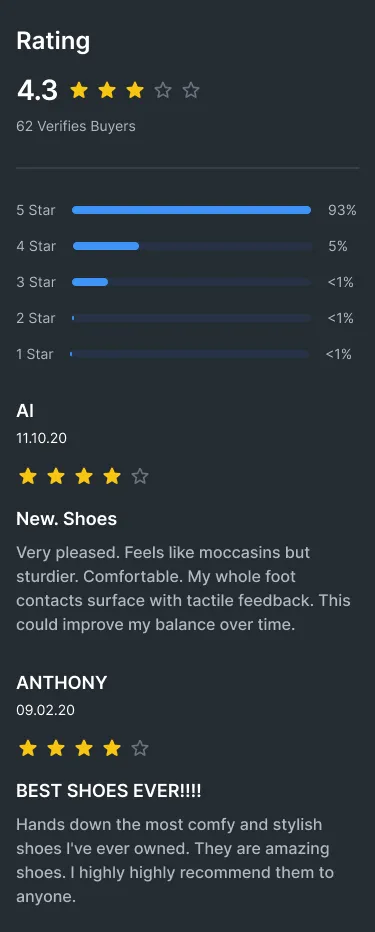 Rating
4.3
62 Verifies Buyers
5 Star 93%
4 Star 5%
3 Star <1%
2 Star <1%
1 Star <1%
Al
11.10.20
New. Shoes
Very pleased. Feels like moccasins but
sturdier. Comfortable. My whole foot
contacts surface with tactile feedback. This
could improve my balance over time.
ANTHONY
09.02.20
BEST SHOES EVER!!!!
Hands down the most comfy and stylish
shoes I've ever owned. They are amazing
shoes. I highly highly recommend them to
anyone.